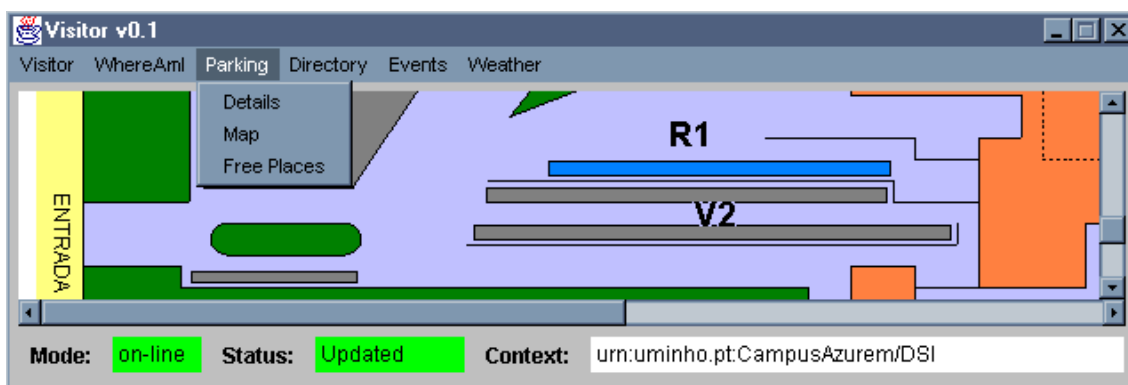 Visitor v0.1
Visitor WhereAmI Parking Directory Events Weather
Details
Map
Free Places
R1
V2
ENTRADA
Mode: on-line Status: Updated Context: urn:uminho.pt:CampusAzurem/DSI